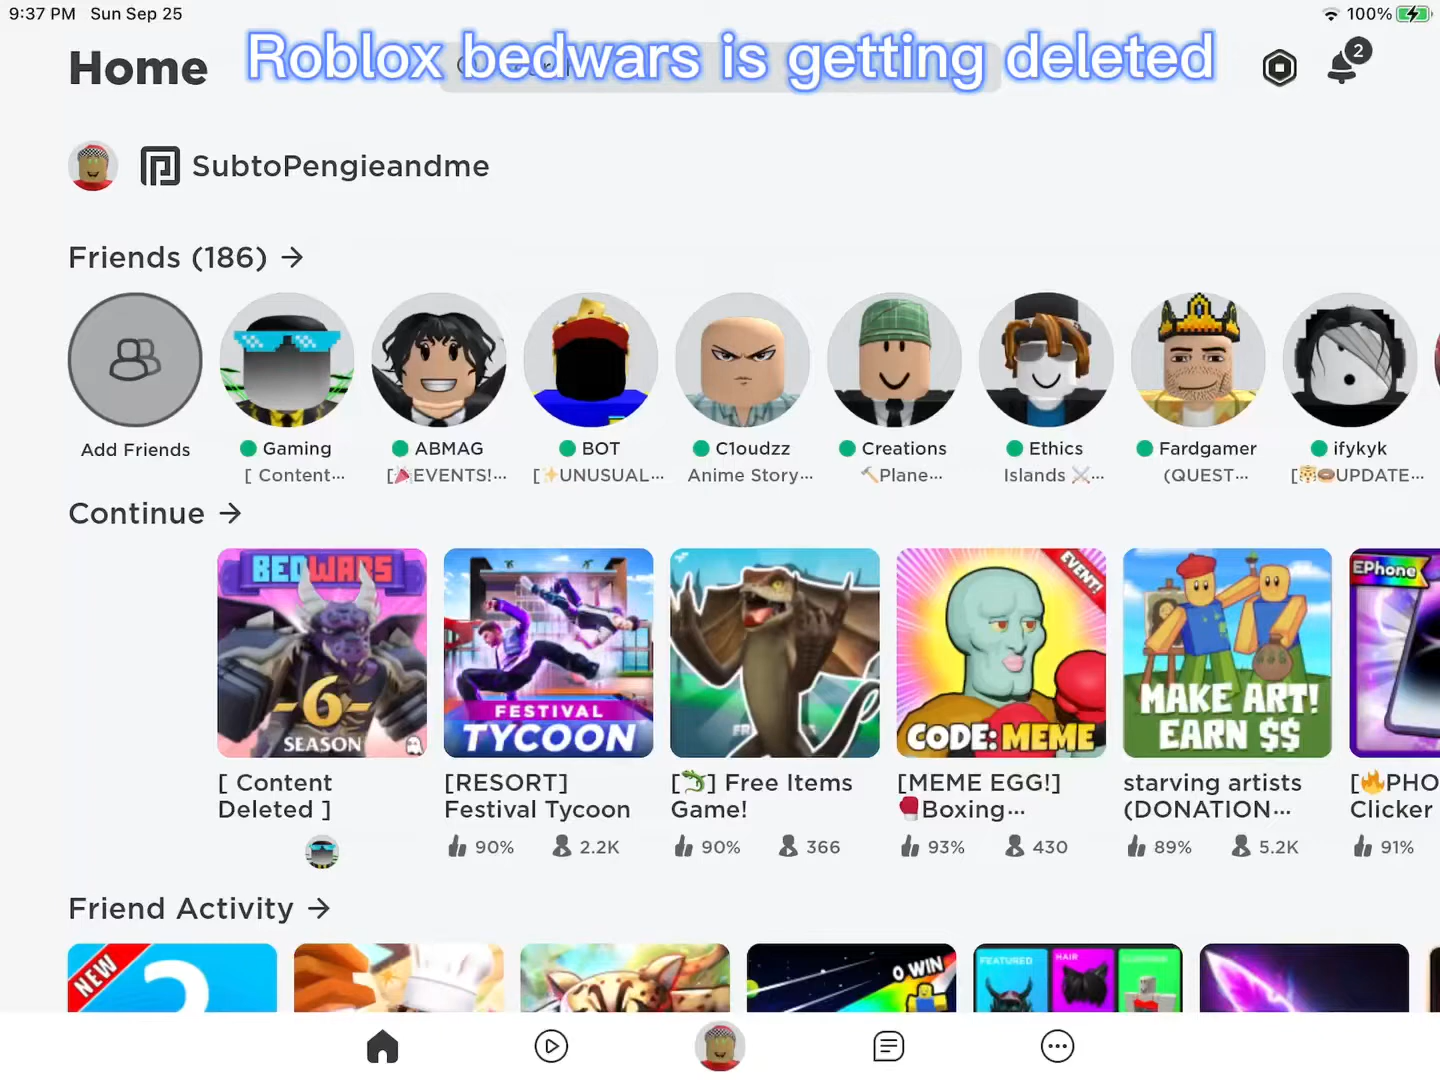 9:37 PM Sun Sep 25
100%
Roblox bedwars is getting deleted
Home
2
SubtoPengieandme
Friends (186) →
Add Friends
Gaming
[ Content···
ABMAG
[🎉EVENTS!···
BOT
[✨UNUSUAL···
C1oudzz
Anime Story···
Creations
🔨Plane···
Ethics
Islands ⚔️···
Fardgamer
(QUEST···
ifykyk
[🐯🍩UPDATE···
Continue →
BEDWARS
-6-
SEASON
[ Content
Deleted ]
FESTIVAL
TYCOON
[RESORT]
Festival Tycoon
90% 2.2K
[🦎] Free Items
Game!
90% 366
EVENT!
CODE:MEME
[MEME EGG!]
🥊Boxing···
93% 430
MAKE ART!
EARN $$
starving artists
(DONATION···
89% 5.2K
EPhone
[🔥PHO
Clicker
91%
Friend Activity →
NEW
2
0 WIN
FEATURED
HAIR